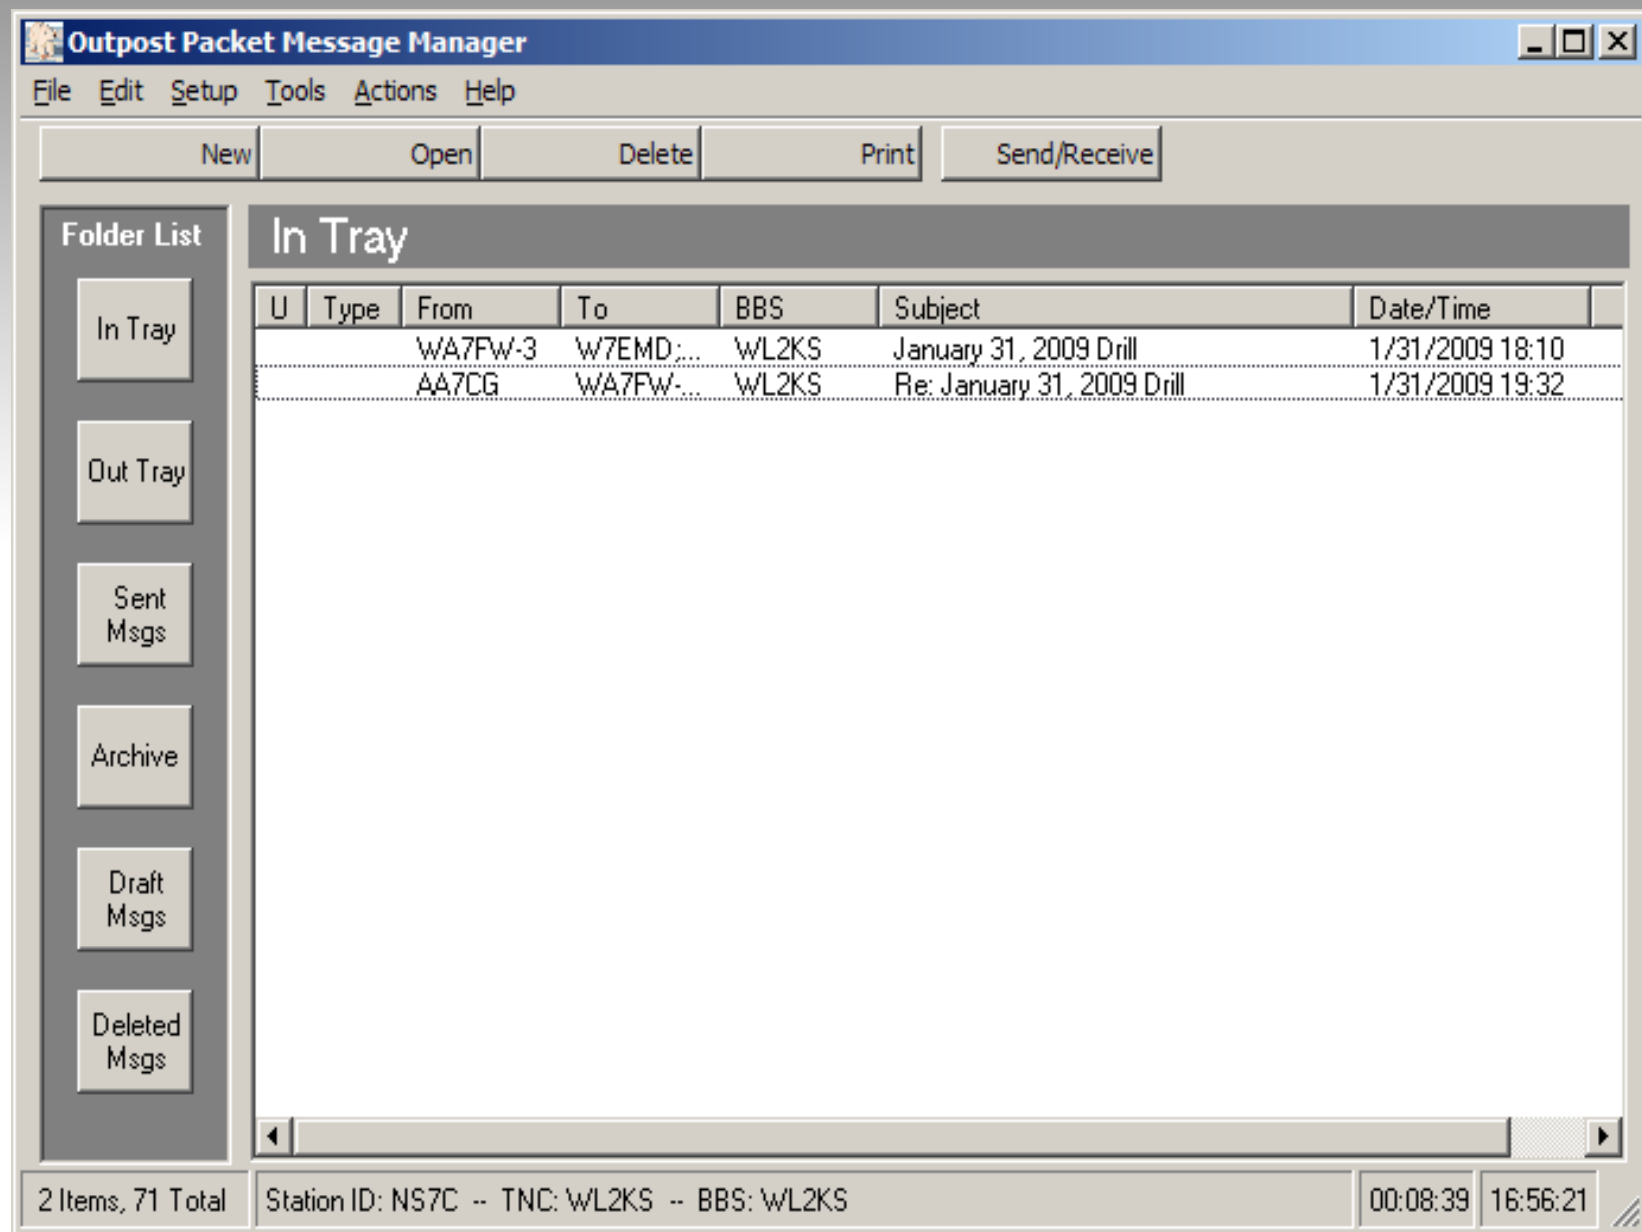 Outpost Packet Message Manager
File Edit Setup Tools Actions Help
New Open Delete Print Send/Receive
Folder List
In Tray
Out Tray
Sent
Msgs
Archive
Draft
Msgs
Deleted
Msgs
In Tray
U Type From To BBS Subject Date/Time
WA7FW-3 W7EMD;... WL2KS January 31, 2009 Drill 1/31/2009 18:10
AA7CG WA7FW-... WL2KS Re: January 31, 2009 Drill 1/31/2009 19:32
2 Items, 71 Total Station ID: NS7C -- TNC: WL2KS -- BBS: WL2KS 00:08:39 16:56:21